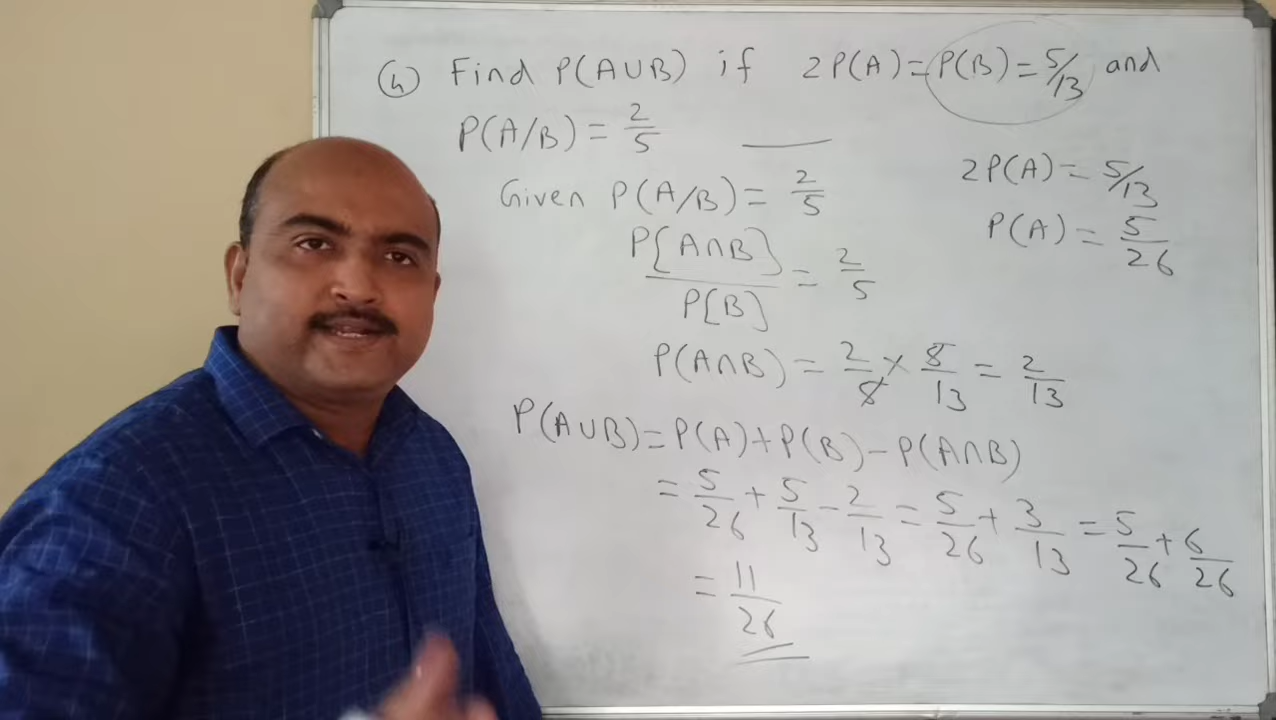 (4) Find P(A∪B) if 2P(A)=P(B)=5/13 and
P(A/B)=2/5
2P(A)=5/13
P(A)=5/26
Given P(A/B)=2/5
P[A∩B]/P[B]=2/5
P(A∩B)=2/5×5/13=2/13
P(A∪B)=P(A)+P(B)-P(A∩B)
=5/26+5/13-2/13=5/26+3/13=5/26+6/26
=11/26